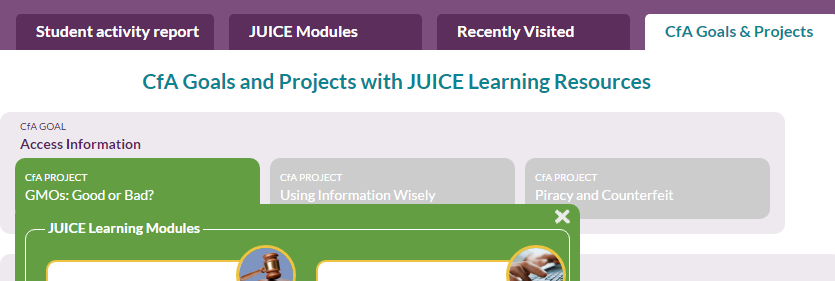 Student activity report
JUICE Modules
Recently Visited
CfA Goals & Projects
CfA Goals and Projects with JUICE Learning Resources
CfA GOAL
Access Information
CfA PROJECT
GMOs: Good or Bad?
CfA PROJECT
Using Information Wisely
CfA PROJECT
Piracy and Counterfeit
JUICE Learning Modules